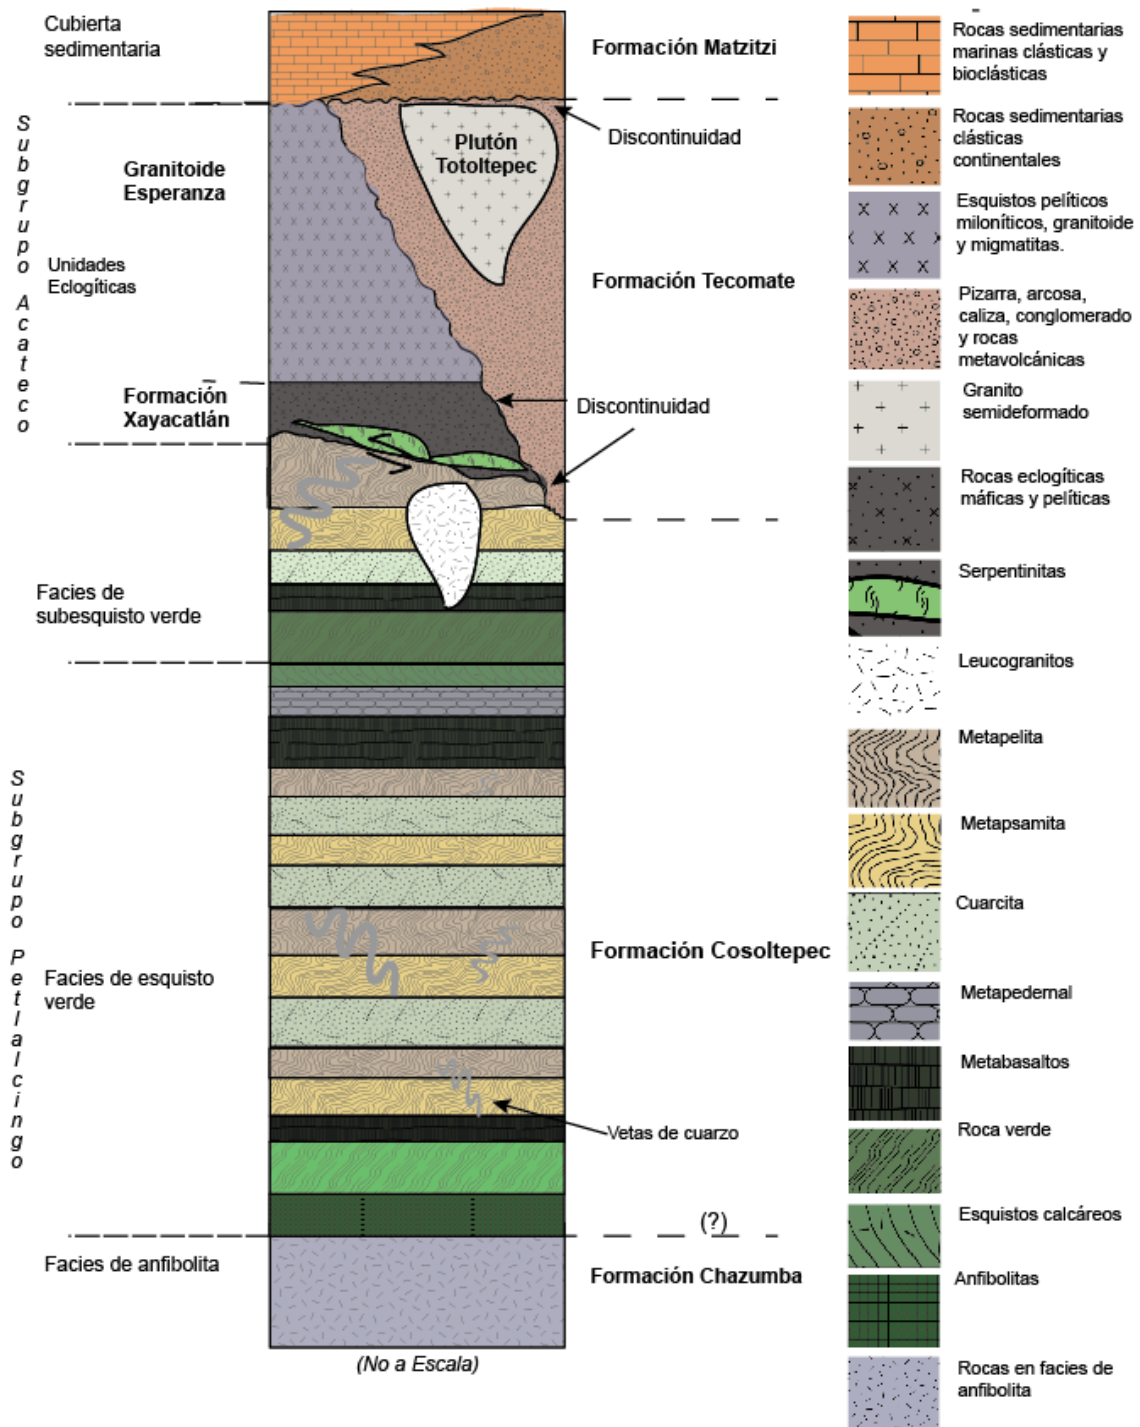 Cubierta
sedimentaria
Formación Matzitzi
Discontinuidad
Plutón
Totoltepec
Subgrupo Acateco
Granitoide
Esperanza
Unidades
Eclogíticas
Formación Tecomate
Formación
Xayacatlán
Discontinuidad
Facies de
subesquisto verde
Subgrupo Petlalcingo
Facies de esquisto
verde
Formación Cosoltepec
Vetas de cuarzo
(?)
Facies de anfibolita
Formación Chazumba
(No a Escala)
Rocas sedimentarias
marinas clásticas y
bioclásticas
Rocas sedimentarias
clásticas
continentales
Esquistos pelíticos
miloníticos, granitoide
y migmatitas.
Pizarra, arcosa,
caliza, conglomerado
y rocas
metavolcánicas
Granito
semideformado
Rocas eclogíticas
máficas y pelíticas
Serpentinitas
Leucogranitos
Metapelita
Metapsamita
Cuarcita
Metapedernal
Metabasaltos
Roca verde
Esquistos calcáreos
Anfibolitas
Rocas en facies de
anfibolita